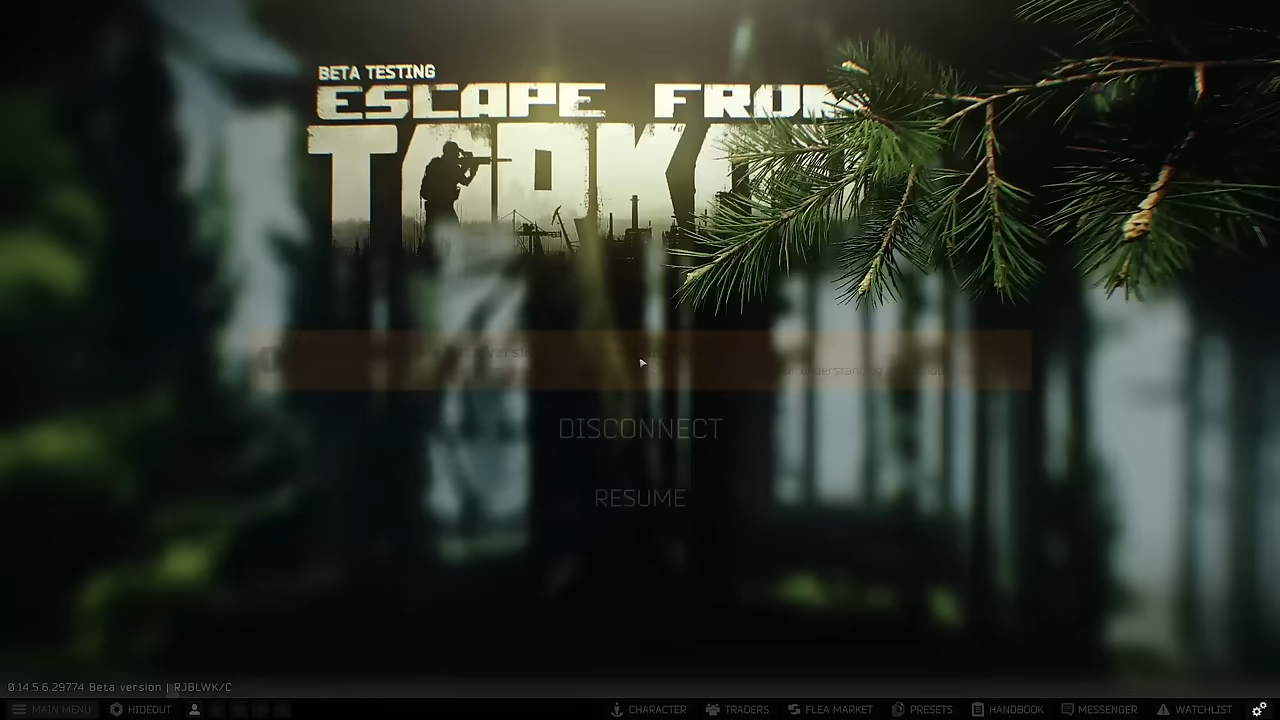 BETA TESTING
ESCAPE FROM
DISCONNECT
RESUME
0.14.5.6.29774 Beta version | RJBLWK/C
MAIN MENU HIDEOUT CHARACTER TRADERS FLEA MARKET PRESETS HANDBOOK MESSENGER WATCHLIST